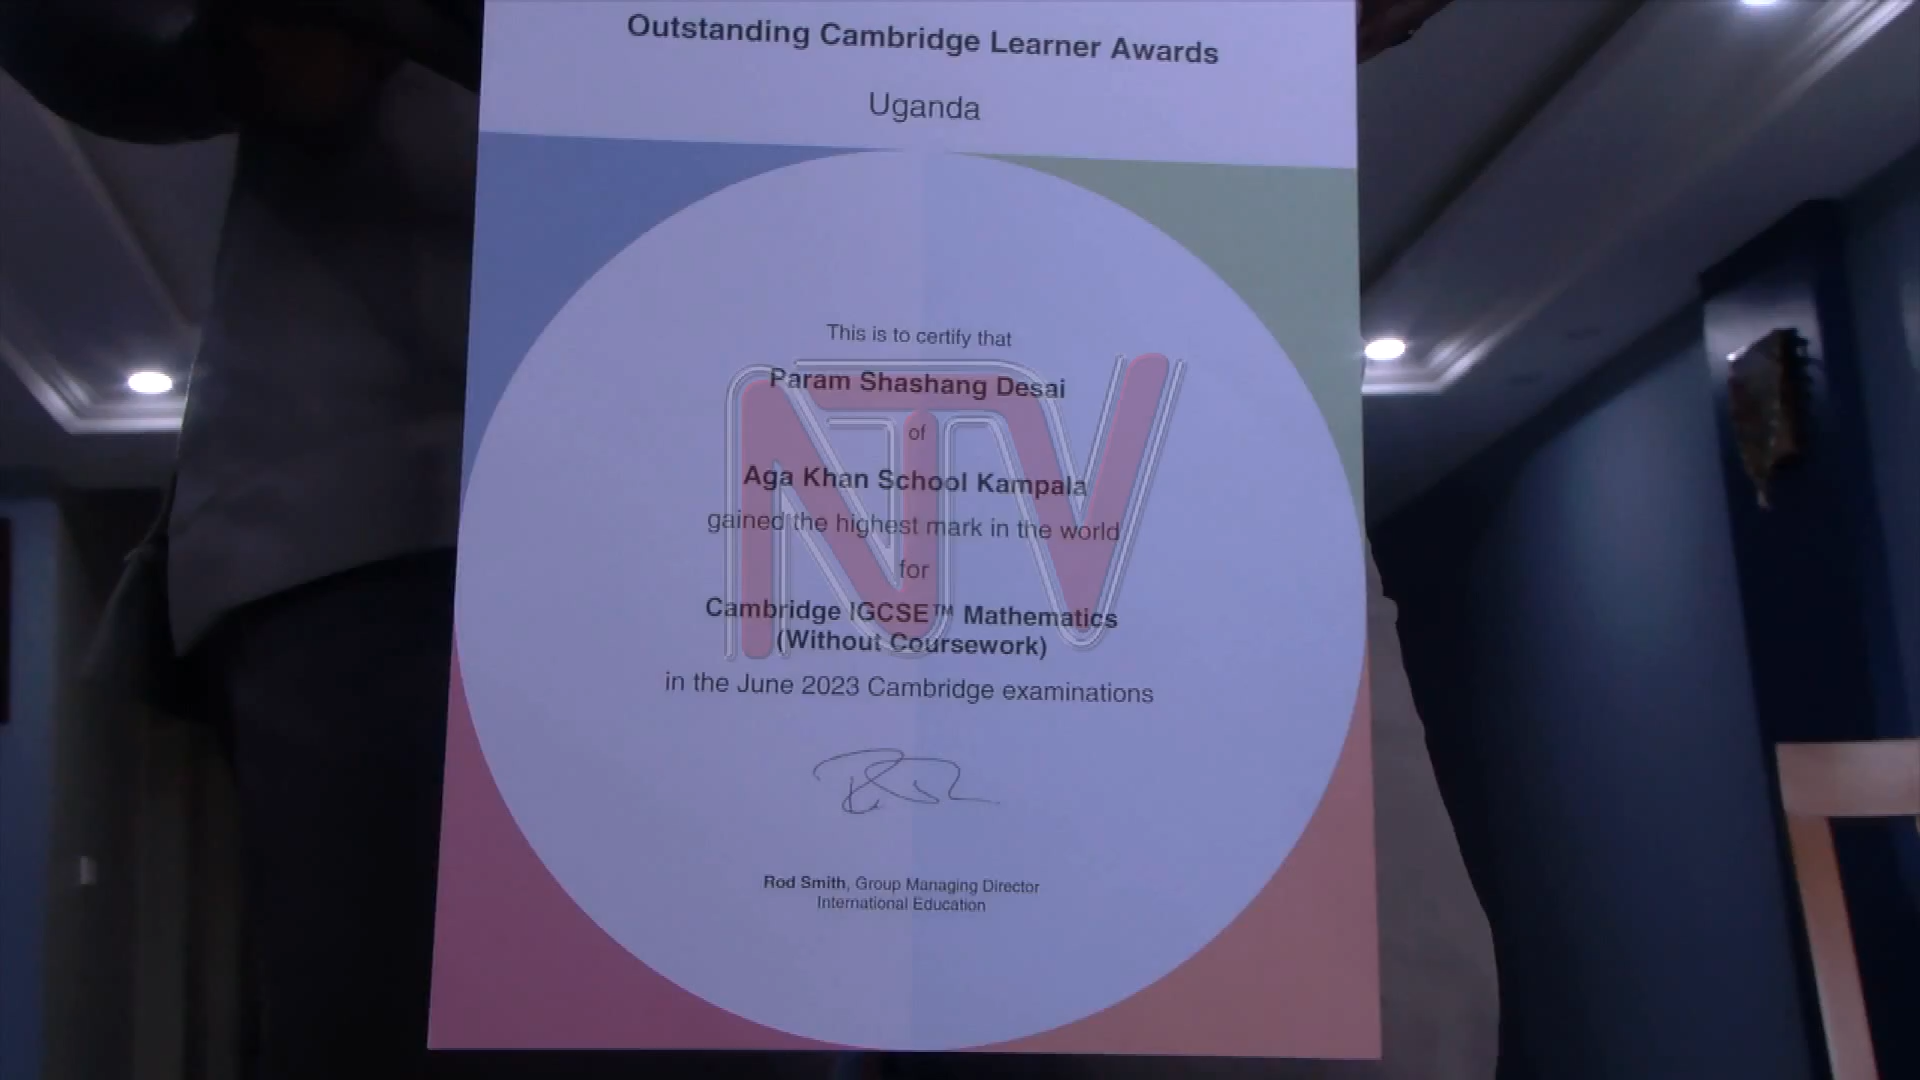 Outstanding Cambridge Learner Awards
Uganda
This is to certify that
Param Shashang Desai
of
Aga Khan School Kampala
gained the highest mark in the world
for
Cambridge IGCSE™ Mathematics
(Without Coursework)
in the June 2023 Cambridge examinations
Rod Smith, Group Managing Director
International Education
NTV